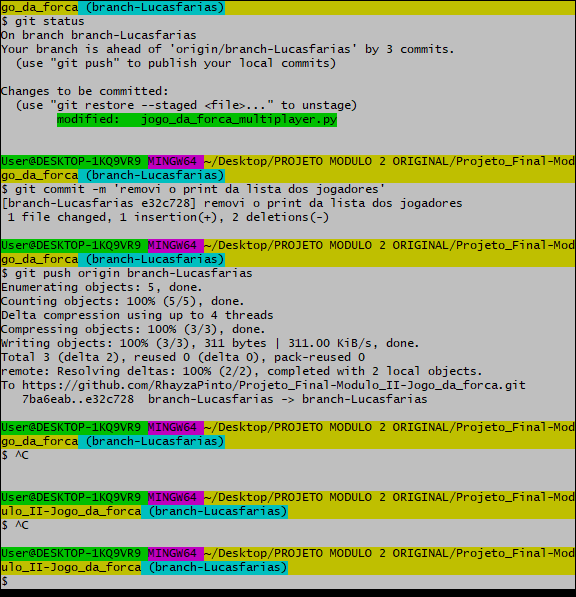 go_da_forca (branch-Lucasfarias)
$ git status
On branch branch-Lucasfarias
Your branch is ahead of 'origin/branch-Lucasfarias' by 3 commits.
  (use "git push" to publish your local commits)
Changes to be committed:
  (use "git restore --staged <file>..." to unstage)
        modified:   jogo_da_forca_multiplayer.py
User@DESKTOP-1KQ9VR9 MINGW64 ~/Desktop/PROJETO MODULO 2 ORIGINAL/Projeto_Final-Mod
go_da_forca (branch-Lucasfarias)
$ git commit -m 'removi o print da lista dos jogadores'
[branch-Lucasfarias e32c728] removi o print da lista dos jogadores
 1 file changed, 1 insertion(+), 2 deletions(-)
User@DESKTOP-1KQ9VR9 MINGW64 ~/Desktop/PROJETO MODULO 2 ORIGINAL/Projeto_Final-Mod
go_da_forca (branch-Lucasfarias)
$ git push origin branch-Lucasfarias
Enumerating objects: 5, done.
Counting objects: 100% (5/5), done.
Delta compression using up to 4 threads
Compressing objects: 100% (3/3), done.
Writing objects: 100% (3/3), 311 bytes | 311.00 KiB/s, done.
Total 3 (delta 2), reused 0 (delta 0), pack-reused 0
remote: Resolving deltas: 100% (2/2), completed with 2 local objects.
To https://github.com/RhayzaPinto/Projeto_Final-Modulo_II-Jogo_da_forca.git
   7ba6eab..e32c728  branch-Lucasfarias -> branch-Lucasfarias
User@DESKTOP-1KQ9VR9 MINGW64 ~/Desktop/PROJETO MODULO 2 ORIGINAL/Projeto_Final-Mod
go_da_forca (branch-Lucasfarias)
$ ^C
User@DESKTOP-1KQ9VR9 MINGW64 ~/Desktop/PROJETO MODULO 2 ORIGINAL/Projeto_Final-Mod
ulo_II-Jogo_da_forca (branch-Lucasfarias)
$ ^C
User@DESKTOP-1KQ9VR9 MINGW64 ~/Desktop/PROJETO MODULO 2 ORIGINAL/Projeto_Final-Mod
ulo_II-Jogo_da_forca (branch-Lucasfarias)
$